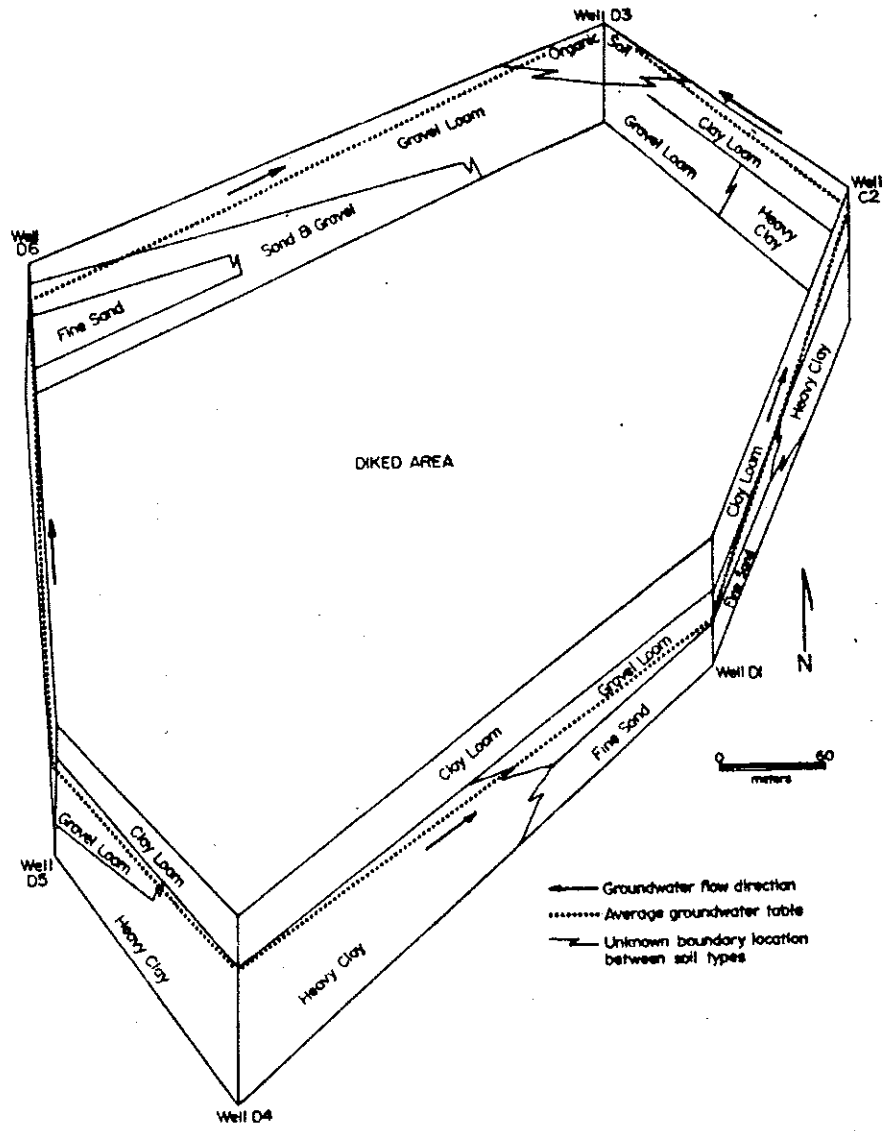 Well D3
Organic Soil
Gravel Loam
Clay Loam
Gravel Loam
Heavy Clay
Well C2
Well D6
Sand & Gravel
Fine Sand
Heavy Clay
DIKED AREA
Clay Loam
Fine Sand
N
Gravel Loam
Well D1
Clay Loam
Fine Sand
0 60
meters
Clay Loam
Gravel Loam
Well D5
Heavy Clay
Heavy Clay
Groundwater flow direction
Average groundwater table
Unknown boundary location
between soil types
Well D4